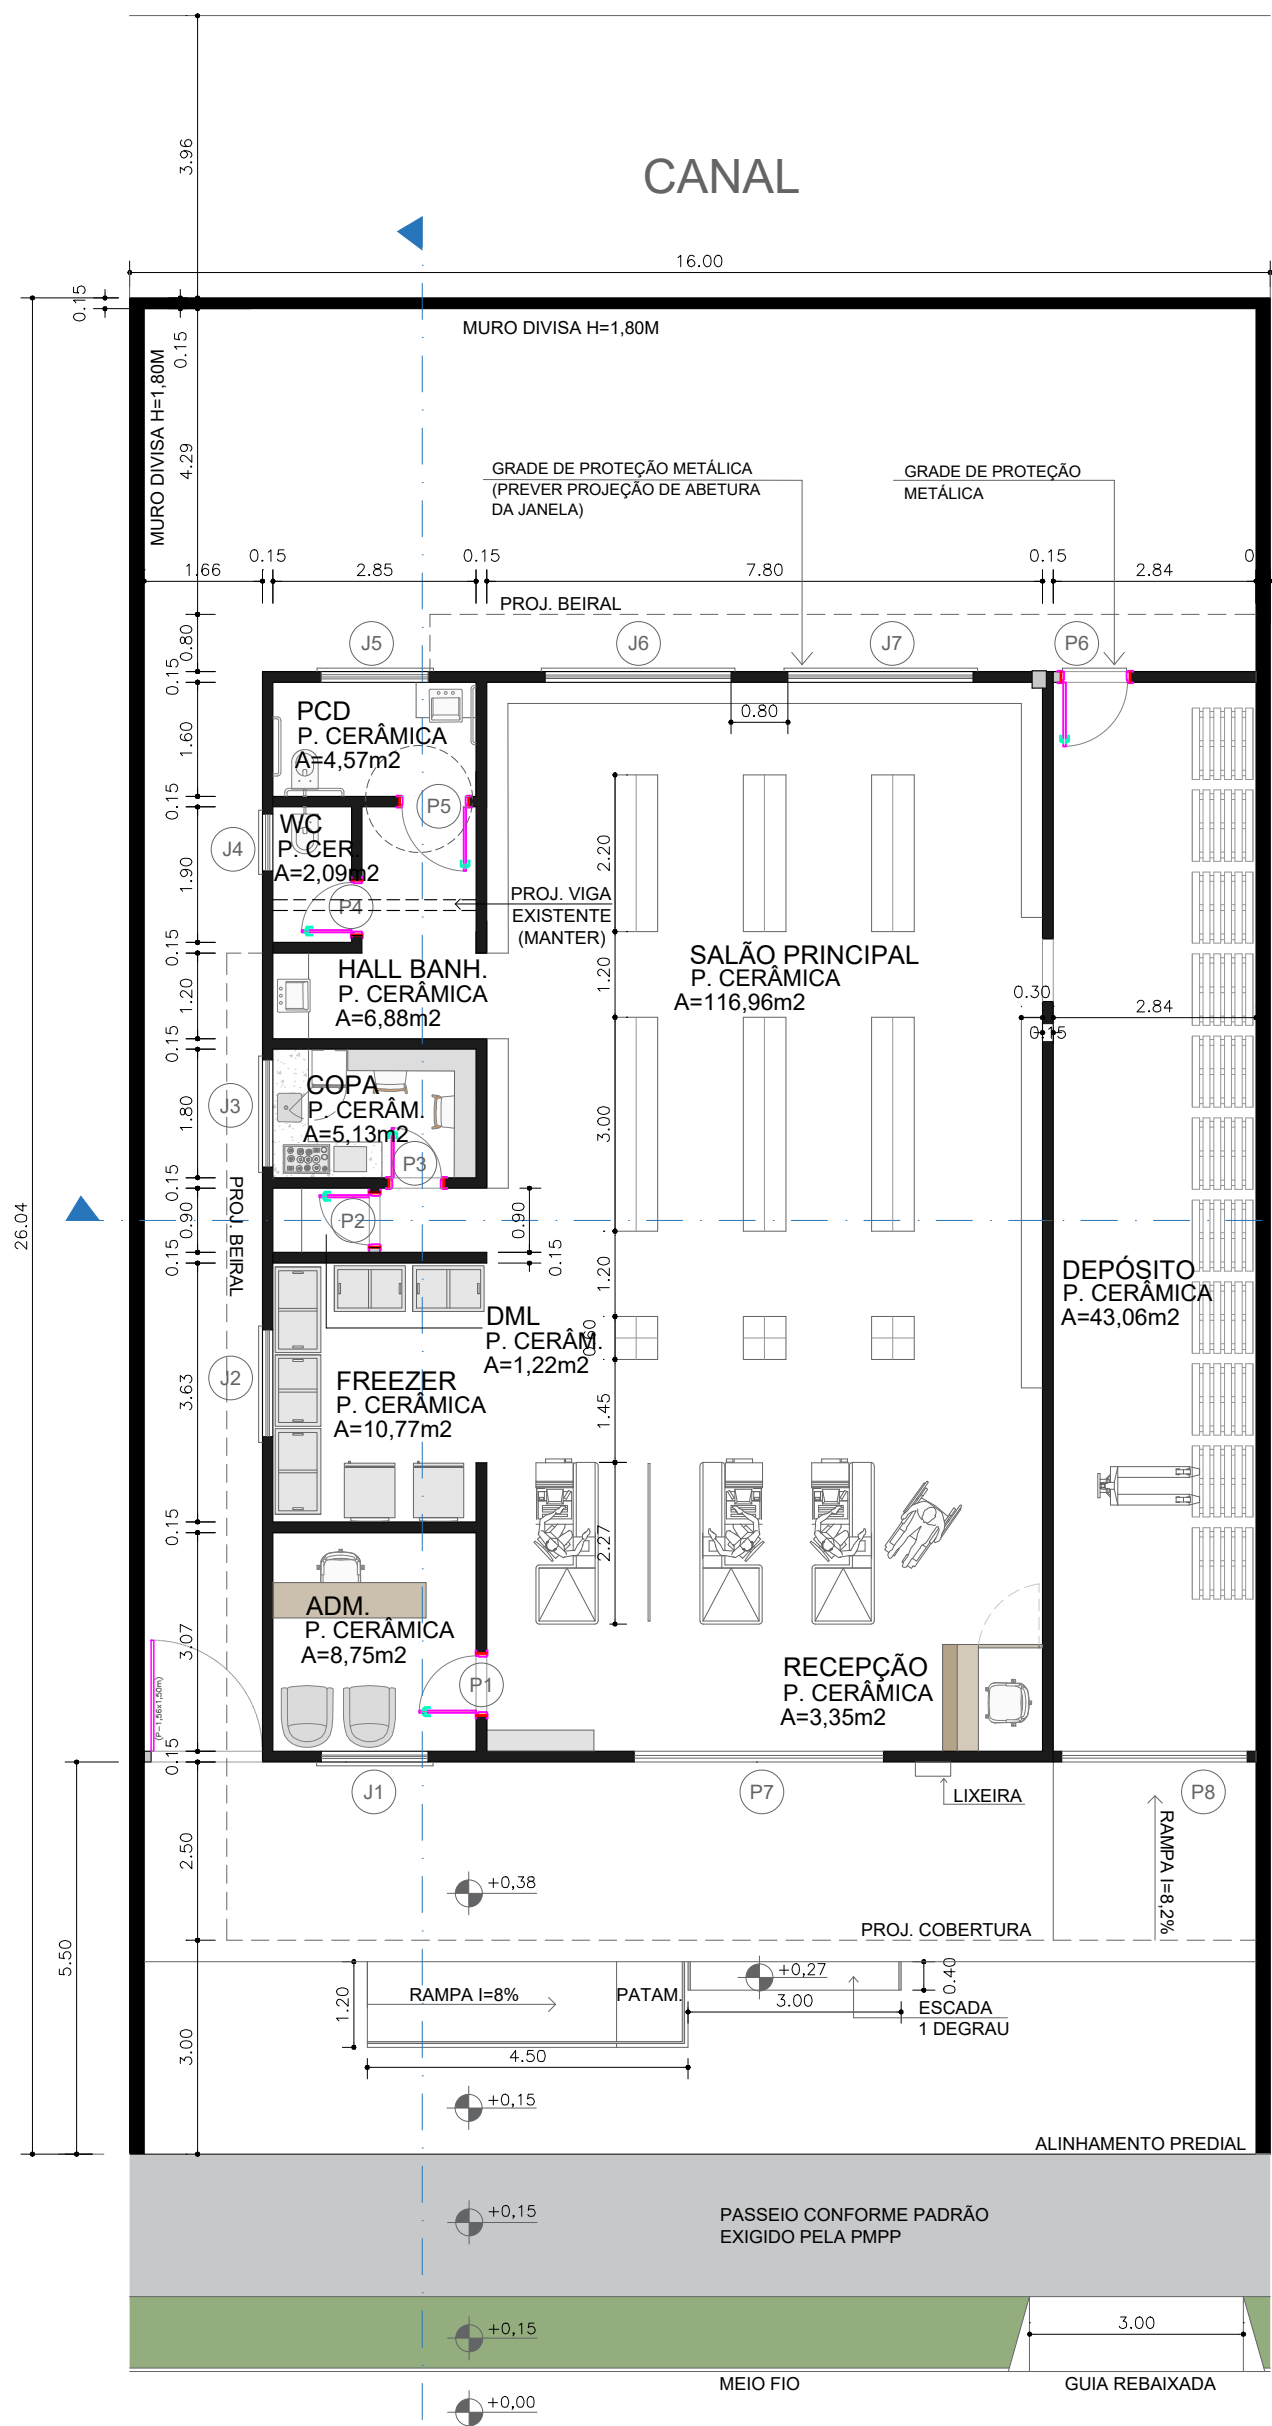 3.96
CANAL
16.00
0.15
MURO DIVISA H=1,80M
0.15
MURO DIVISA H=1,80M
4.29
GRADE DE PROTEÇÃO METÁLICA
(PREVER PROJEÇÃO DE ABETURA
DA JANELA)
GRADE DE PROTEÇÃO
METÁLICA
0.15
0.15
0.15
0
1.66
2.85
7.80
2.84
PROJ. BEIRAL
0.80
J5
J6
J7
P6
0.15
PCD
P. CERÂMICA
A=4,57m2
0.80
1.60
0.15
P5
WC
P. CER.
A=2,09m2
J4
1.90
2.20
P4
PROJ. VIGA
EXISTENTE
(MANTER)
0.15
HALL BANH.
P. CERÂMICA
A=6,88m2
SALÃO PRINCIPAL
P. CERÂMICA
A=116,96m2
1.20
1.20
0.30
2.84
0.15
0.15
COPA
P. CERÂM.
A=5,13m2
J3
1.80
3.00
P3
0.15
PROJ. BEIRAL
0.90
P2
0.90
26.04
0.15
0.15
1.20
DEPÓSITO
P. CERÂMICA
A=43,06m2
DML
P. CERÂM.
A=1,22m2
0.60
J2
3.63
FREEZER
P. CERÂMICA
A=10,77m2
1.45
0.15
2.27
ADM.
P. CERÂMICA
A=8,75m2
3.07
RECEPÇÃO
P. CERÂMICA
A=3,35m2
P1
(P-1,56x1,50m)
0.15
J1
P7
LIXEIRA
P8
2.50
RAMPA I=8,2%
+0,38
PROJ. COBERTURA
5.50
1.20
RAMPA I=8%
PATAM.
+0,27
0.40
3.00
ESCADA
1 DEGRAU
3.00
4.50
+0,15
ALINHAMENTO PREDIAL
+0,15
PASSEIO CONFORME PADRÃO
EXIGIDO PELA PMPP
+0,15
3.00
MEIO FIO
GUIA REBAIXADA
+0,00